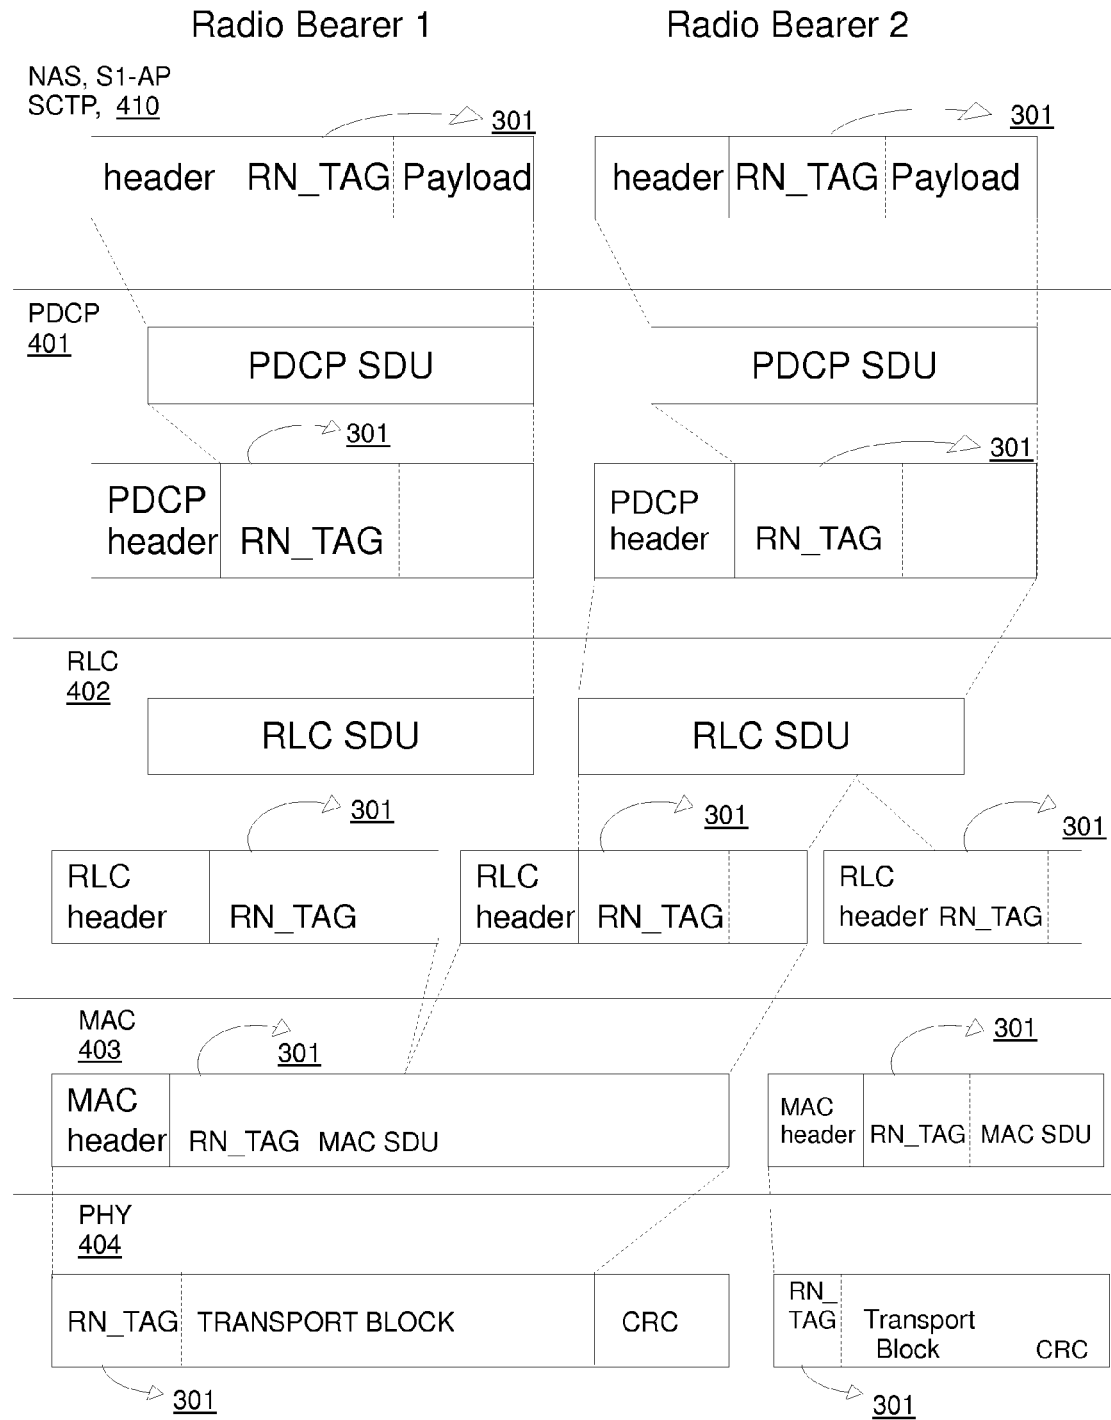 Radio Bearer 1
Radio Bearer 2
NAS, S1-AP
SCTP, 410
301
301
header RN_TAG Payload
header RN_TAG Payload
PDCP
401
PDCP SDU
PDCP SDU
301
301
PDCP
header RN_TAG
PDCP
header RN_TAG
RLC
402
RLC SDU
RLC SDU
301
301
301
RLC
header RN_TAG
RLC
header RN_TAG
RLC
header RN_TAG
MAC
403
301
301
MAC
header RN_TAG MAC SDU
MAC
header RN_TAG MAC SDU
PHY
404
RN_TAG TRANSPORT BLOCK CRC
RN_
TAG
Transport
Block
CRC
301
301